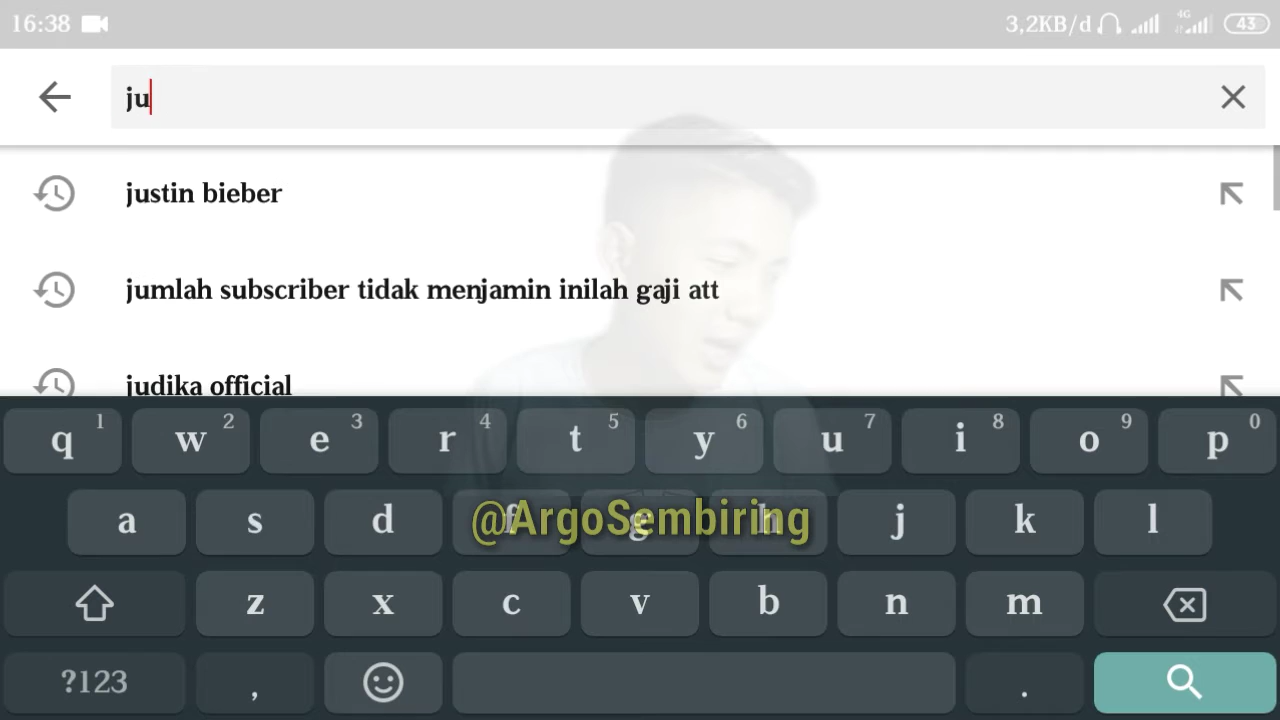 16:38 3,2KB/d 4G 43
ju
justin bieber
jumlah subscriber tidak menjamin inilah gaji att
judika official
q 1 w 2 e 3 r 4 t 5 y 6 u 7 i 8 o 9 p 0
a s d f g h j k l
@ArgoSembiring
z x c v b n m
?123 , .